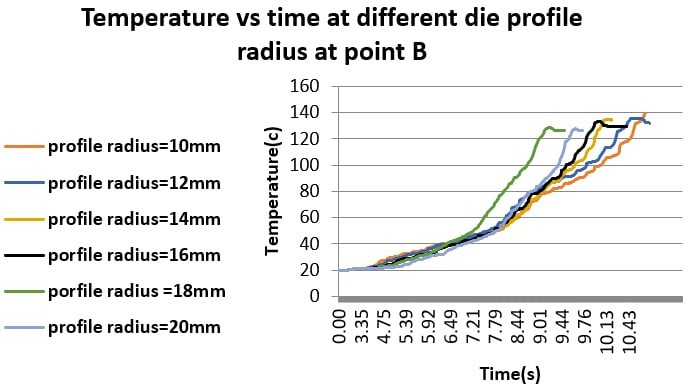 Temperature vs time at different die profile
radius at point B
profile radius=10mm
profile radius=12mm
profile radius=14mm
porfile radius=16mm
porfile radius =18mm
profile radius=20mm
Temperature(c)
160
140
120
100
80
60
40
20
0
0.00
3.35
4.75
5.39
5.92
6.49
7.21
7.79
8.44
9.01
9.44
9.76
10.13
10.43
Time(s)